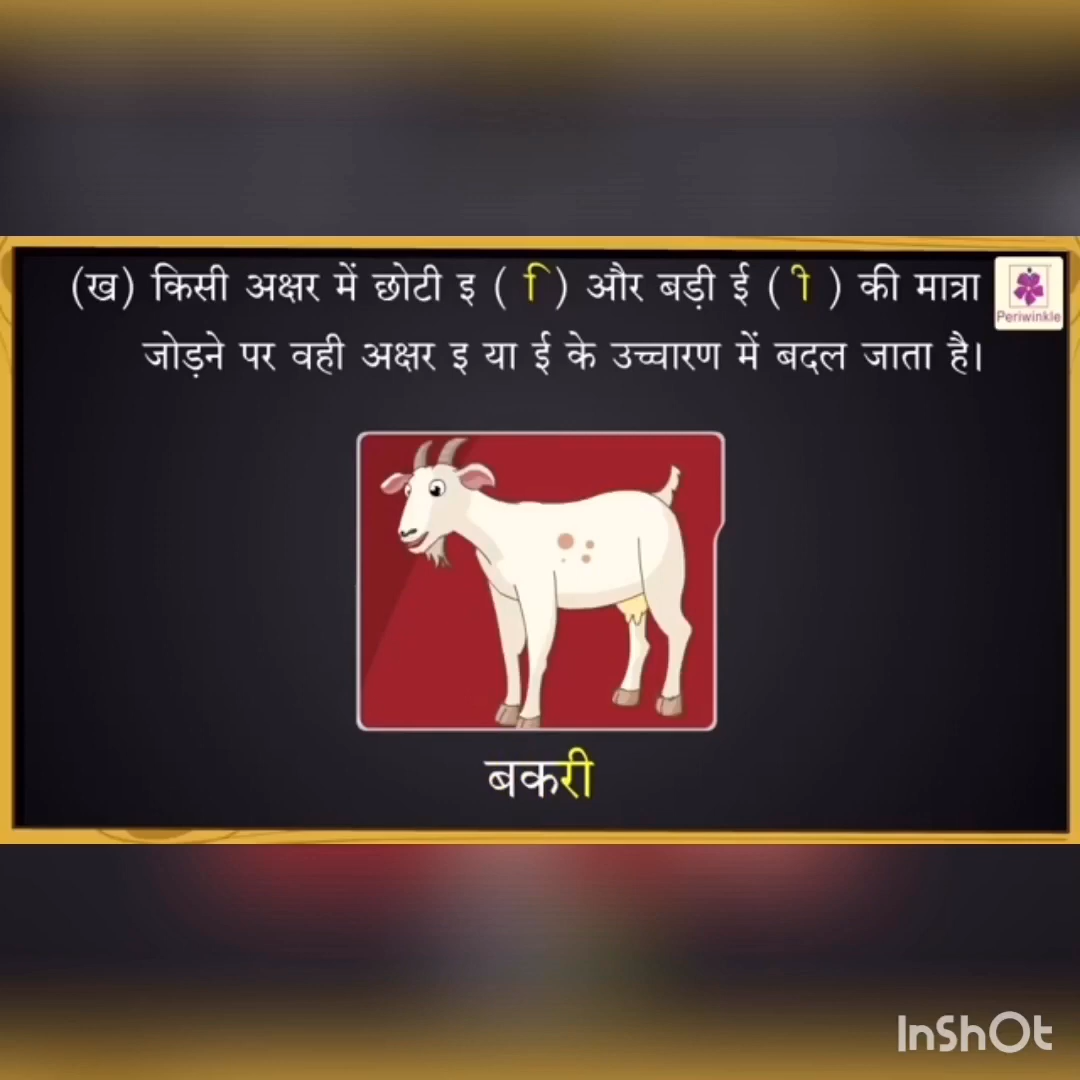 (ख) किसी अक्षर में छोटी इ ( ि ) और बड़ी ई ( ी ) की मात्रा
जोड़ने पर वही अक्षर इ या ई के उच्चारण में बदल जाता है।
Periwinkle
बकरी
InShOt